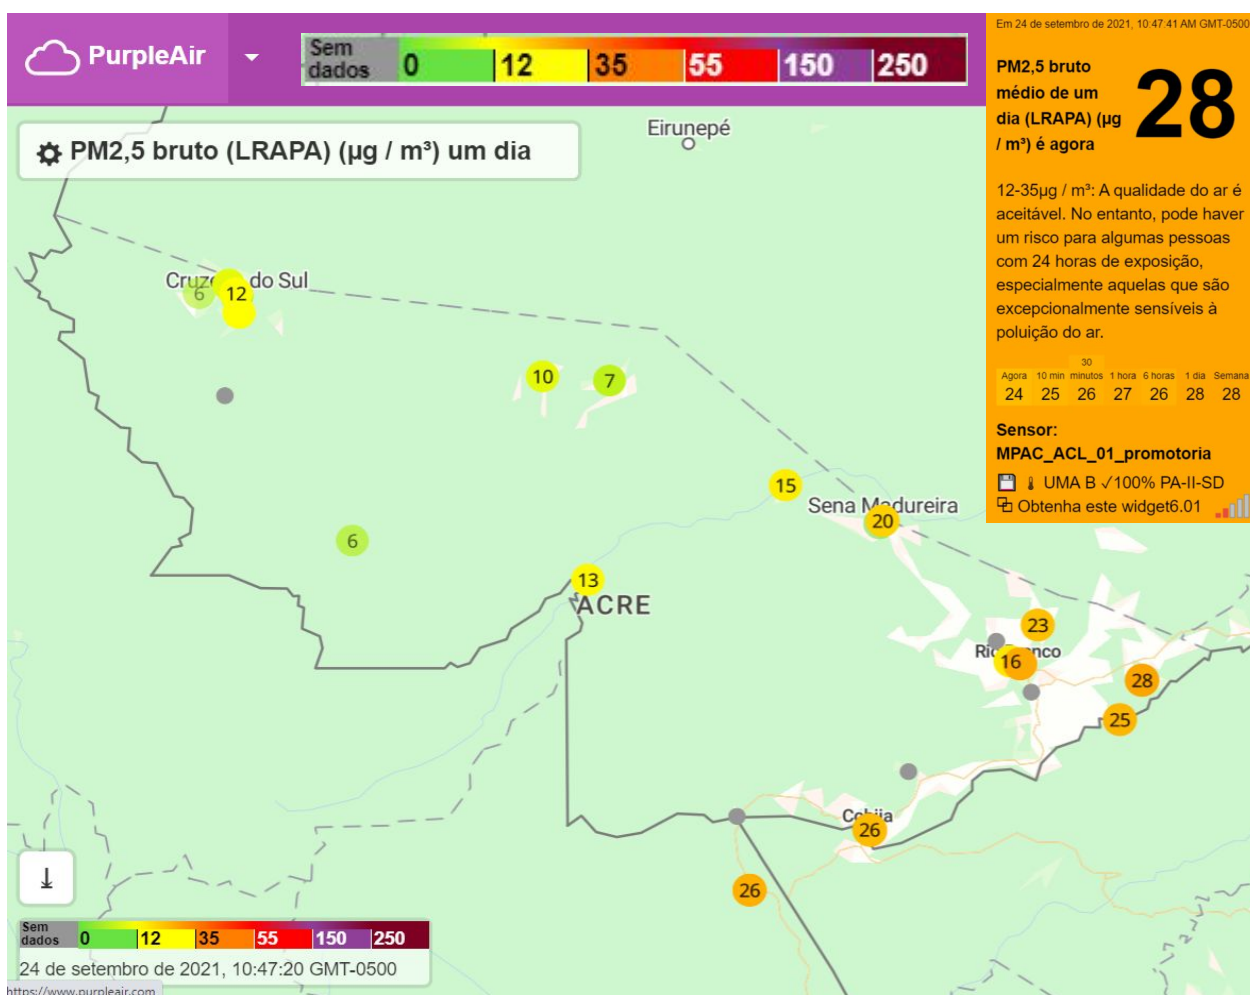 PurpleAir
Sem
dados 0 12 35 55 150 250
PM2,5 bruto (LRAPA) (µg / m³) um dia
Eirunepé
Cruze do Sul
6 12
10 7
15
Sena Madureira
20
6
13
ACRE
23
Rio Branco
16
28
25
Cobija
26
26
Sem
dados 0 12 35 55 150 250
24 de setembro de 2021, 10:47:20 GMT-0500
https://www.purpleair.com
Em 24 de setembro de 2021, 10:47:41 AM GMT-0500
PM2,5 bruto
médio de um
dia (LRAPA) (µg
/ m³) é agora
28
12-35µg / m³: A qualidade do ar é
aceitável. No entanto, pode haver
um risco para algumas pessoas
com 24 horas de exposição,
especialmente aquelas que são
excepcionalmente sensíveis à
poluição do ar.
Agora 10 min 30 minutos 1 hora 6 horas 1 dia Semana
24 25 26 27 26 28 28
Sensor:
MPAC_ACL_01_promotoria
UMA B ✓100% PA-II-SD
Obtenha este widget6.01